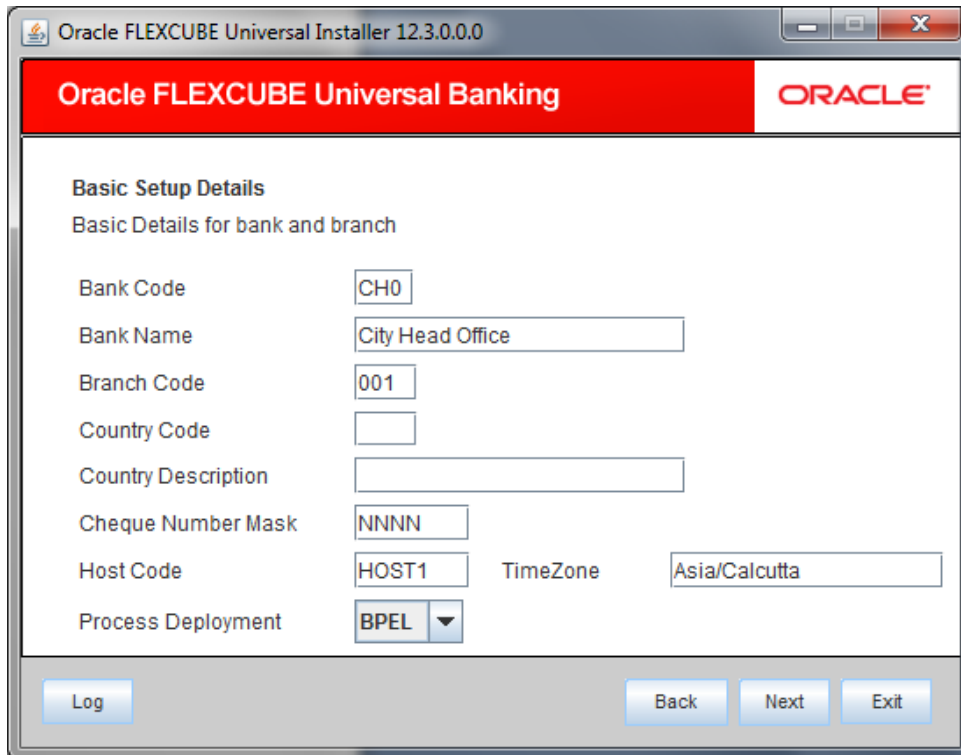 Oracle FLEXCUBE Universal Installer 12.3.0.0.0
Oracle FLEXCUBE Universal Banking
ORACLE
Basic Setup Details
Basic Details for bank and branch
Bank Code CH0
Bank Name City Head Office
Branch Code 001
Country Code
Country Description
Cheque Number Mask NNNN
Host Code HOST1 TimeZone Asia/Calcutta
Process Deployment BPEL
Log Back Next Exit